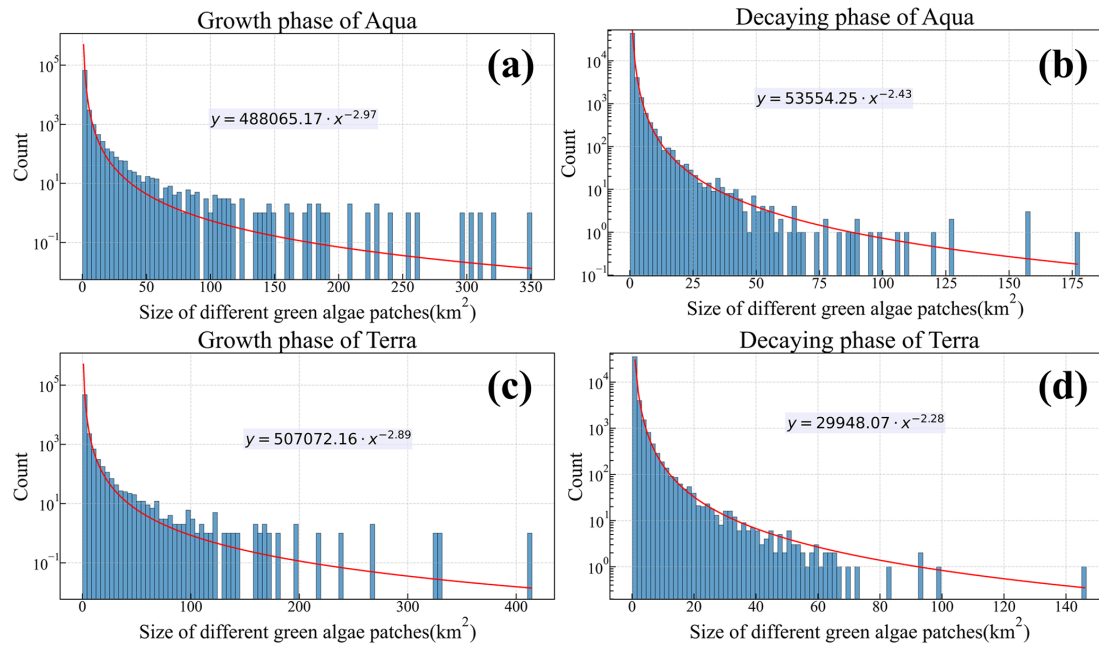 Growth phase of Aqua
(a)
y = 488065.17 · x^−2.97
Count
10^5
10^3
10^1
10^−1
0 50 100 150 200 250 300 350
Size of different green algae patches(km^2)
Decaying phase of Aqua
(b)
y = 53554.25 · x^−2.43
Count
10^4
10^3
10^2
10^1
10^0
10^−1
0 25 50 75 100 125 150 175
Size of different green algae patches(km^2)
Growth phase of Terra
(c)
y = 507072.16 · x^−2.89
Count
10^5
10^3
10^1
10^−1
0 100 200 300 400
Size of different green algae patches(km^2)
Decaying phase of Terra
(d)
y = 29948.07 · x^−2.28
Count
10^4
10^3
10^2
10^1
10^0
0 20 40 60 80 100 120 140
Size of different green algae patches(km^2)